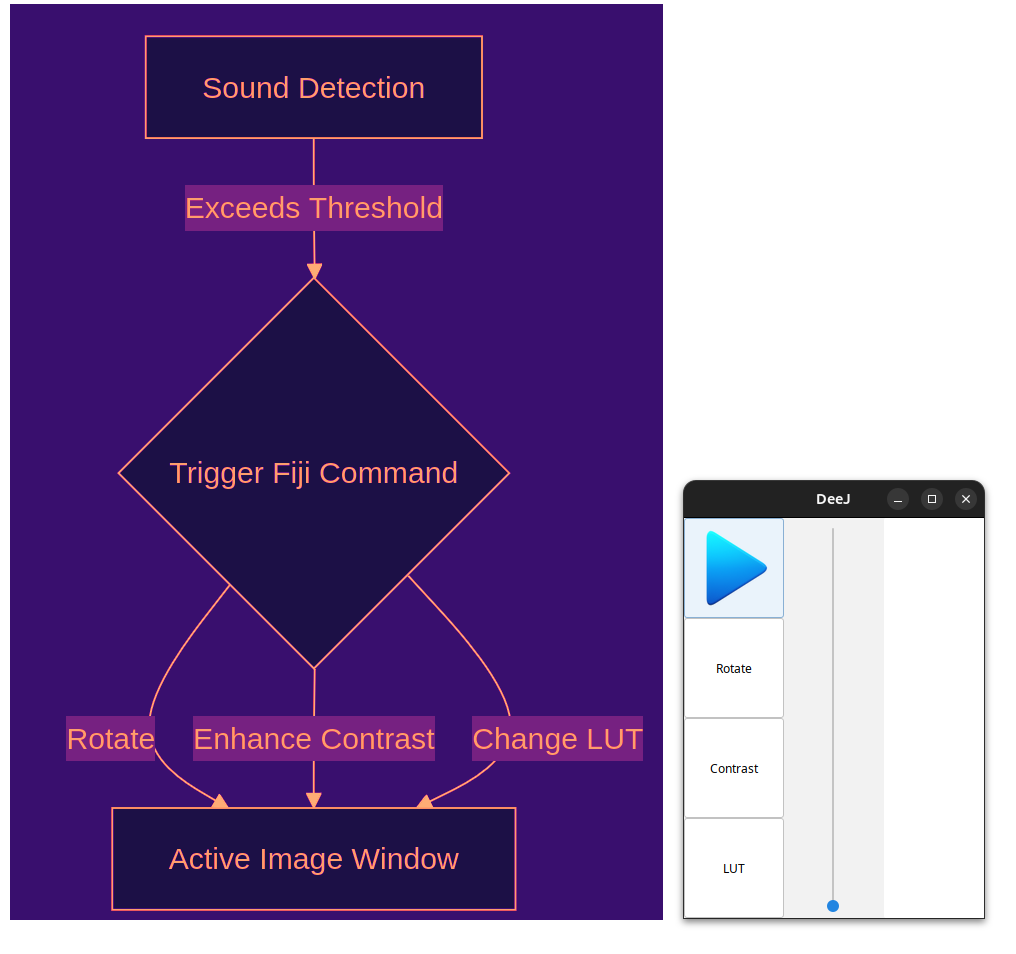 Sound Detection
Exceeds Threshold
Trigger Fiji Command
Rotate
Enhance Contrast
Change LUT
Active Image Window
DeeJ
Rotate
Contrast
LUT